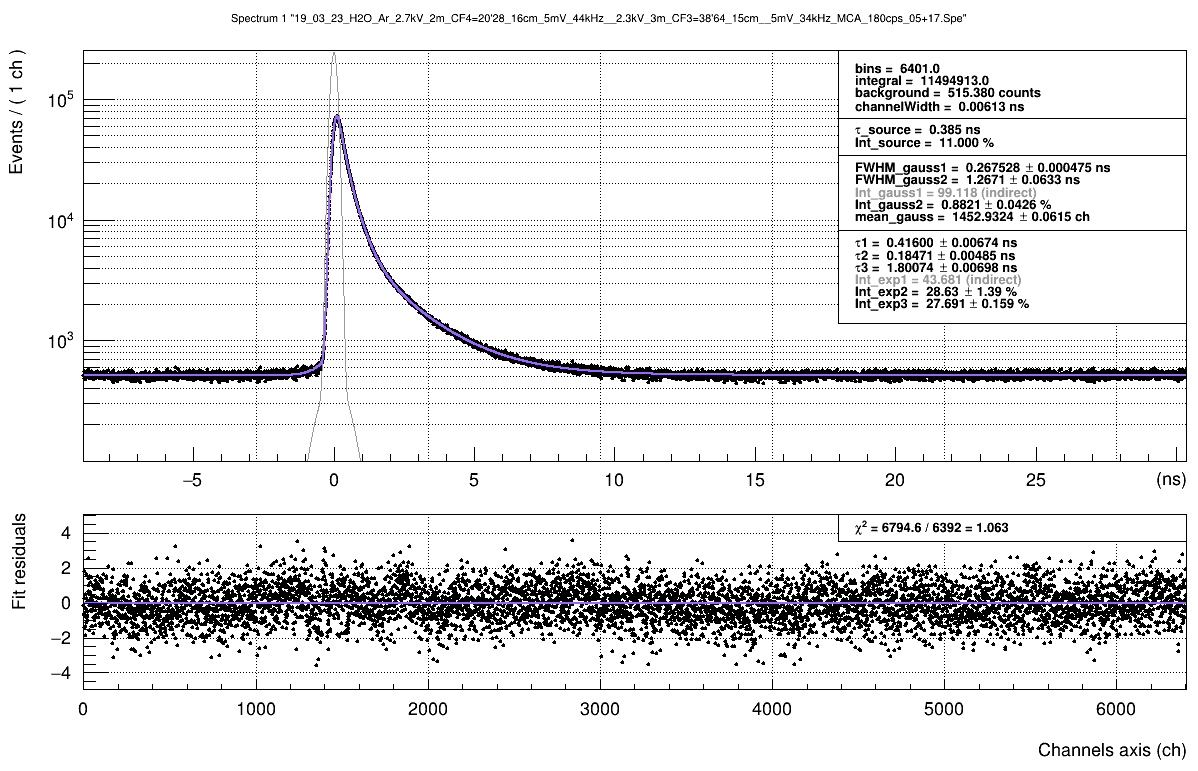 Spectrum 1 "19_03_23_H2O_Ar_2.7kV_2m_CF4=20'28_16cm_5mV_44kHz__2.3kV_3m_CF3=38'64_15cm__5mV_34kHz_MCA_180cps_05+17.Spe"
Events / ( 1 ch )
10⁵
10⁴
10³
bins = 6401.0
integral = 11494913.0
background = 515.380 counts
channelWidth = 0.00613 ns
τ_source = 0.385 ns
Int_source = 11.000 %
FWHM_gauss1 = 0.267528 ± 0.000475 ns
FWHM_gauss2 = 1.2671 ± 0.0633 ns
Int_gauss1 = 99.118 (indirect)
Int_gauss2 = 0.8821 ± 0.0426 %
mean_gauss = 1452.9324 ± 0.0615 ch
τ1 = 0.41600 ± 0.00674 ns
τ2 = 0.18471 ± 0.00485 ns
τ3 = 1.80074 ± 0.00698 ns
Int_exp1 = 43.681 (indirect)
Int_exp2 = 28.63 ± 1.39 %
Int_exp3 = 27.691 ± 0.159 %
−5 0 5 10 15 20 25 (ns)
Fit residuals
4
2
0
−2
−4
χ² = 6794.6 / 6392 = 1.063
0 1000 2000 3000 4000 5000 6000
Channels axis (ch)